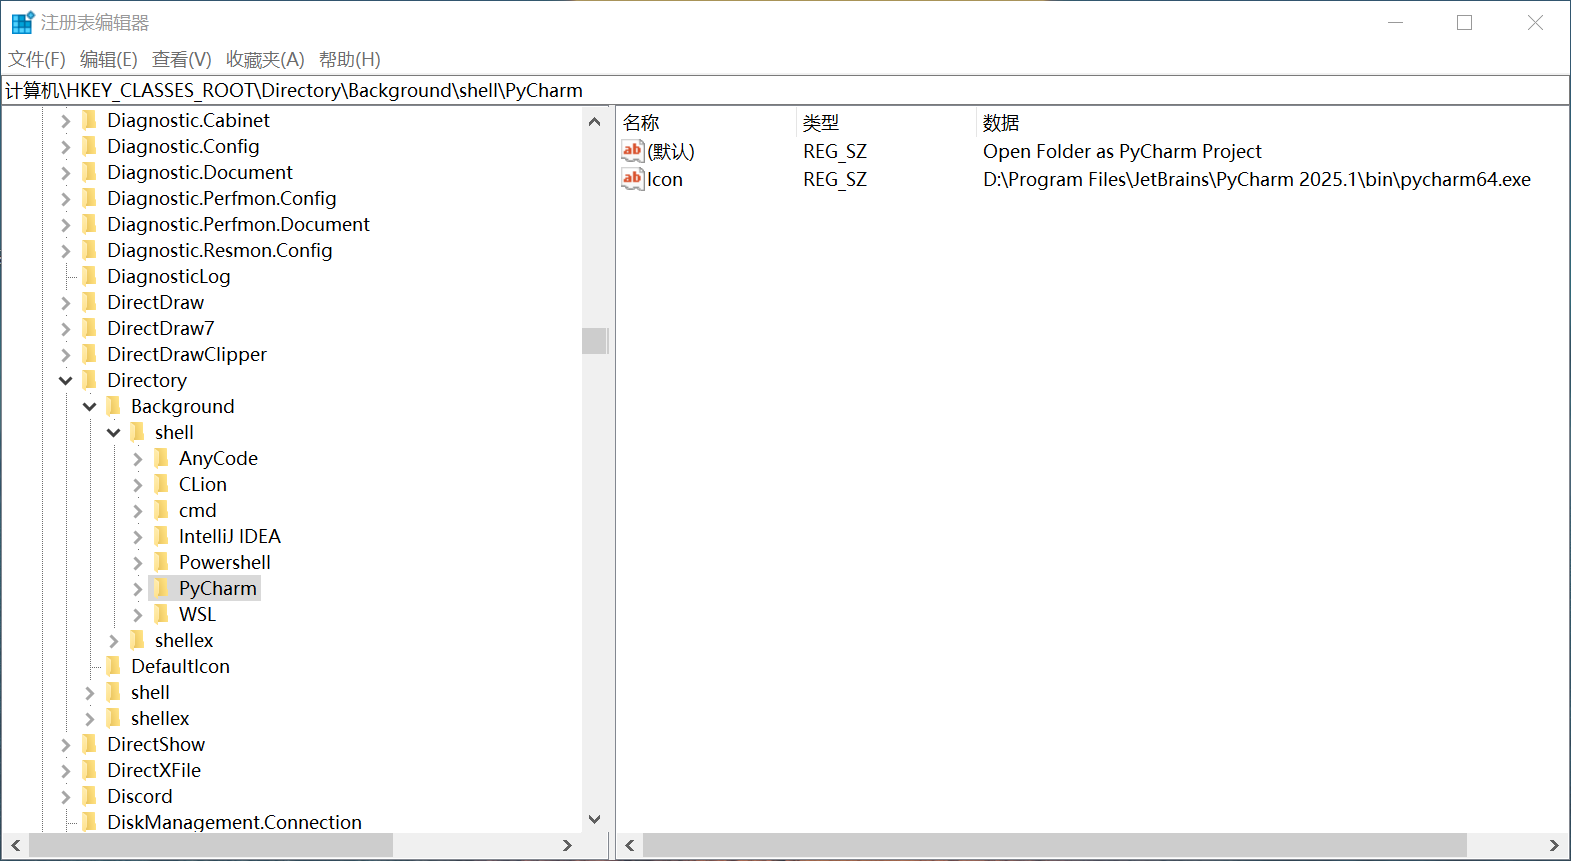 注册表编辑器
文件(F) 编辑(E) 查看(V) 收藏夹(A) 帮助(H)
计算机\HKEY_CLASSES_ROOT\Directory\Background\shell\PyCharm
Diagnostic.Cabinet
Diagnostic.Config
Diagnostic.Document
Diagnostic.Perfmon.Config
Diagnostic.Perfmon.Document
Diagnostic.Resmon.Config
DiagnosticLog
DirectDraw
DirectDraw7
DirectDrawClipper
Directory
Background
shell
AnyCode
CLion
cmd
IntelliJ IDEA
Powershell
PyCharm
WSL
shellex
DefaultIcon
shell
shellex
DirectShow
DirectXFile
Discord
DiskManagement.Connection
名称 类型 数据
ab (默认) REG_SZ Open Folder as PyCharm Project
ab Icon REG_SZ D:\Program Files\JetBrains\PyCharm 2025.1\bin\pycharm64.exe